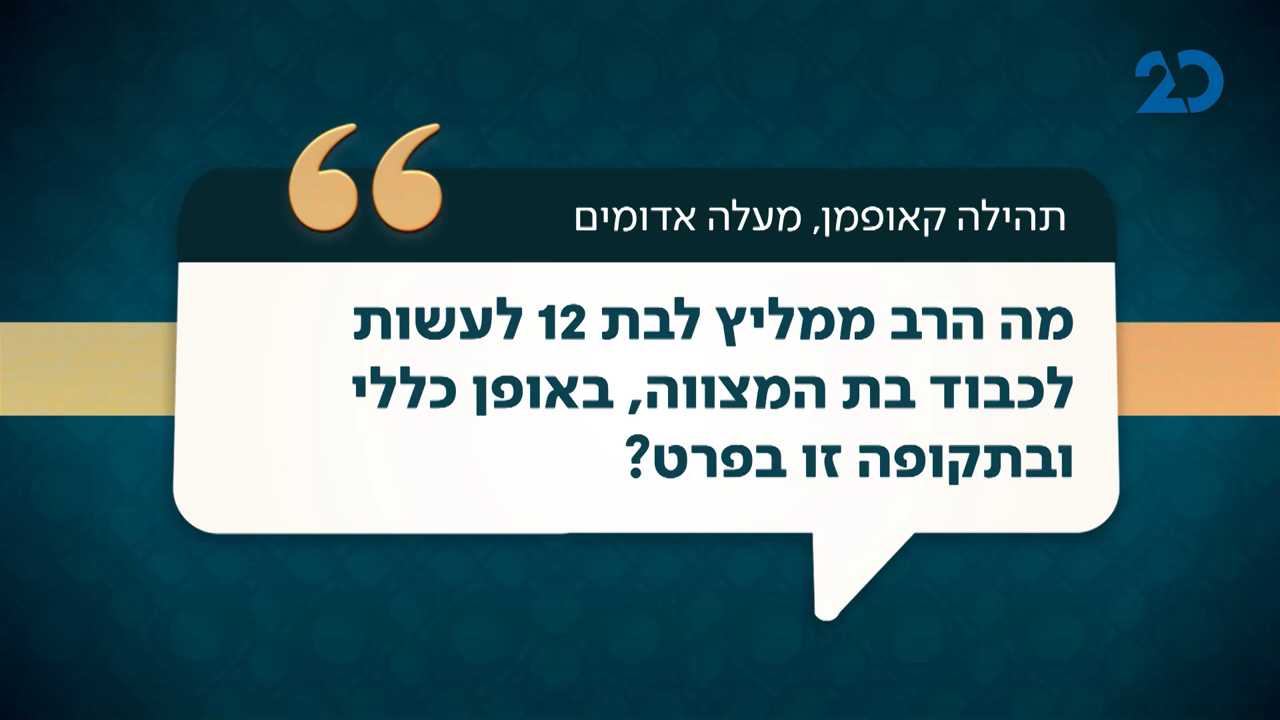 20
תהילה קאופמן, מעלה אדומים
מה הרב ממליץ לבת 12 לעשות
לכבוד בת המצווה, באופן כללי
ובתקופה זו בפרט?